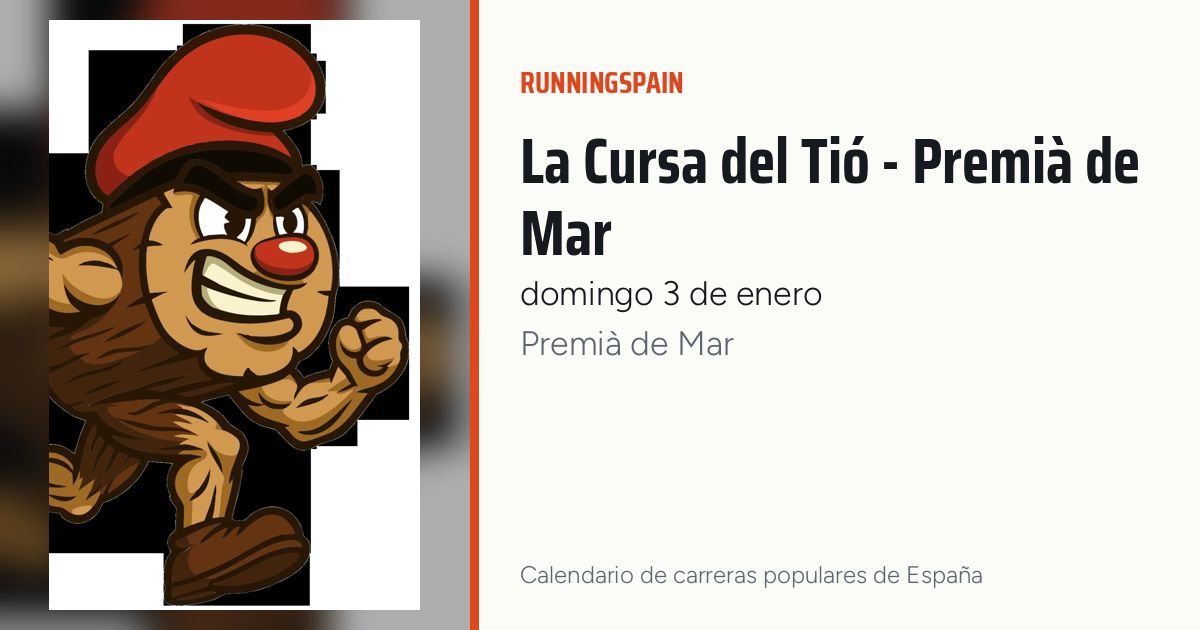 RUNNINGSPAIN
La Cursa del Tió - Premià de
Mar
domingo 3 de enero
Premià de Mar
Calendario de carreras populares de España